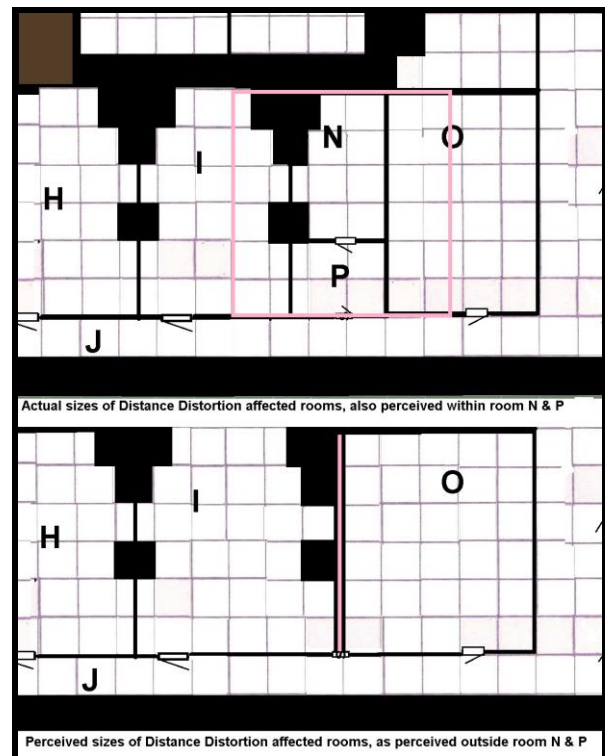 N
O
I
H
P
J
Actual sizes of Distance Distortion affected rooms, also perceived within room N & P
O
I
H
J
Perceived sizes of Distance Distortion affected rooms, as perceived outside room N & P